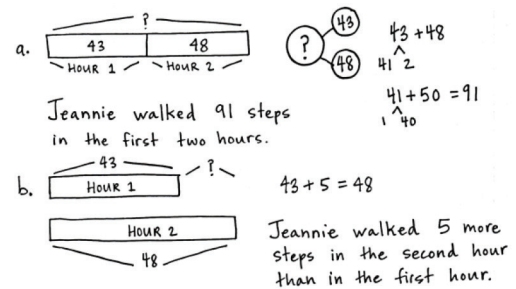 ?
a.
43 48
HOUR 1 HOUR 2
? 43 48
43 + 48
41 2
41 + 50 = 91
1 40
Jeannie walked 91 steps
in the first two hours.
b.
43 ?
HOUR 1
HOUR 2
48
43 + 5 = 48
Jeannie walked 5 more
steps in the second hour
than in the first hour.